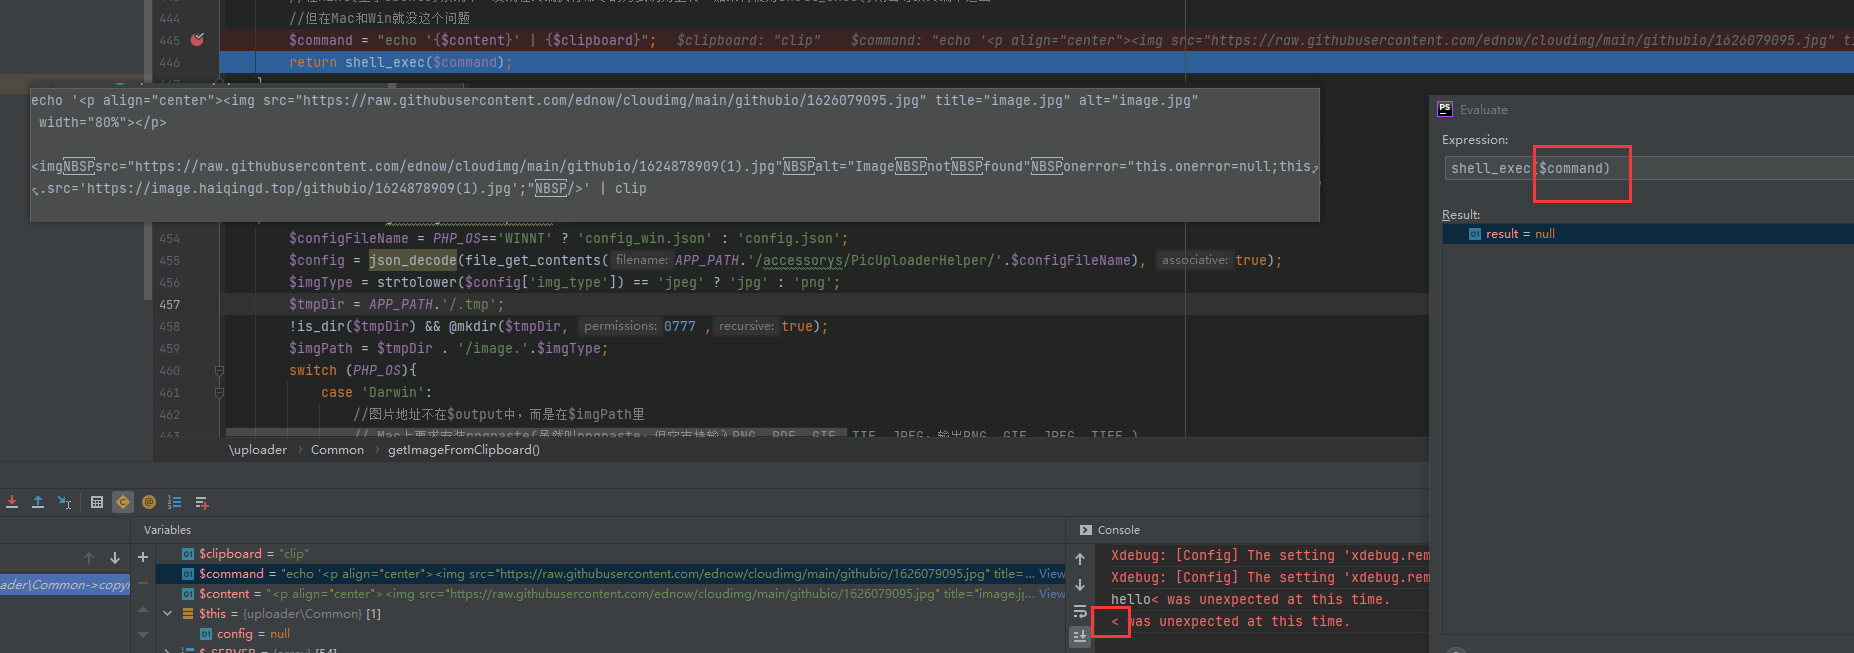 444 //但在Mac和Win就没这个问题
445 $command = "echo '{$content}' | {$clipboard}"; $clipboard: "clip" $command: "echo '<p align="center"><img src="https://raw.githubusercontent.com/ednow/cloudimg/main/githubio/1626079095.jpg" ti
446 return shell_exec($command);
echo '<p align="center"><img src="https://raw.githubusercontent.com/ednow/cloudimg/main/githubio/1626079095.jpg" title="image.jpg" alt="image.jpg"
width="80%"></p>
<imgNBSPsrc="https://raw.githubusercontent.com/ednow/cloudimg/main/githubio/1624878909(1).jpg"NBSPalt="ImageNBSPnotNBSPfound"NBSPonerror="this.onerror=null;this
.src='https://image.haiqingd.top/githubio/1624878909(1).jpg';"NBSP/>' | clip
454 $configFileName = PHP_OS=='WINNT' ? 'config_win.json' : 'config.json';
455 $config = json_decode(file_get_contents( filename: APP_PATH.'/accessorys/PicUploaderHelper/'.$configFileName), associative: true);
456 $imgType = strtolower($config['img_type']) == 'jpeg' ? 'jpg' : 'png';
457 $tmpDir = APP_PATH.'/.tmp';
458 !is_dir($tmpDir) && @mkdir($tmpDir, permissions: 0777 , recursive: true);
459 $imgPath = $tmpDir . '/image.'.$imgType;
460 switch (PHP_OS){
461 case 'Darwin':
462 //图片地址不在$output中，而是在$imgPath里
\uploader › Common › getImageFromClipboard()
PS Evaluate
Expression:
shell_exec($command)
Result:
01 result = null
Variables
01 $clipboard = "clip"
01 $command = "echo '<p align="center"><img src="https://raw.githubusercontent.com/ednow/cloudimg/main/githubio/1626079095.jpg" title=... View
01 $content = "<p align="center"><img src="https://raw.githubusercontent.com/ednow/cloudimg/main/githubio/1626079095.jpg" title="image.j... View
$this = {uploader\Common} [1]
01 config = null
ader\Common->copyl
Console
Xdebug: [Config] The setting 'xdebug.rem
Xdebug: [Config] The setting 'xdebug.rem
hello< was unexpected at this time.
< was unexpected at this time.